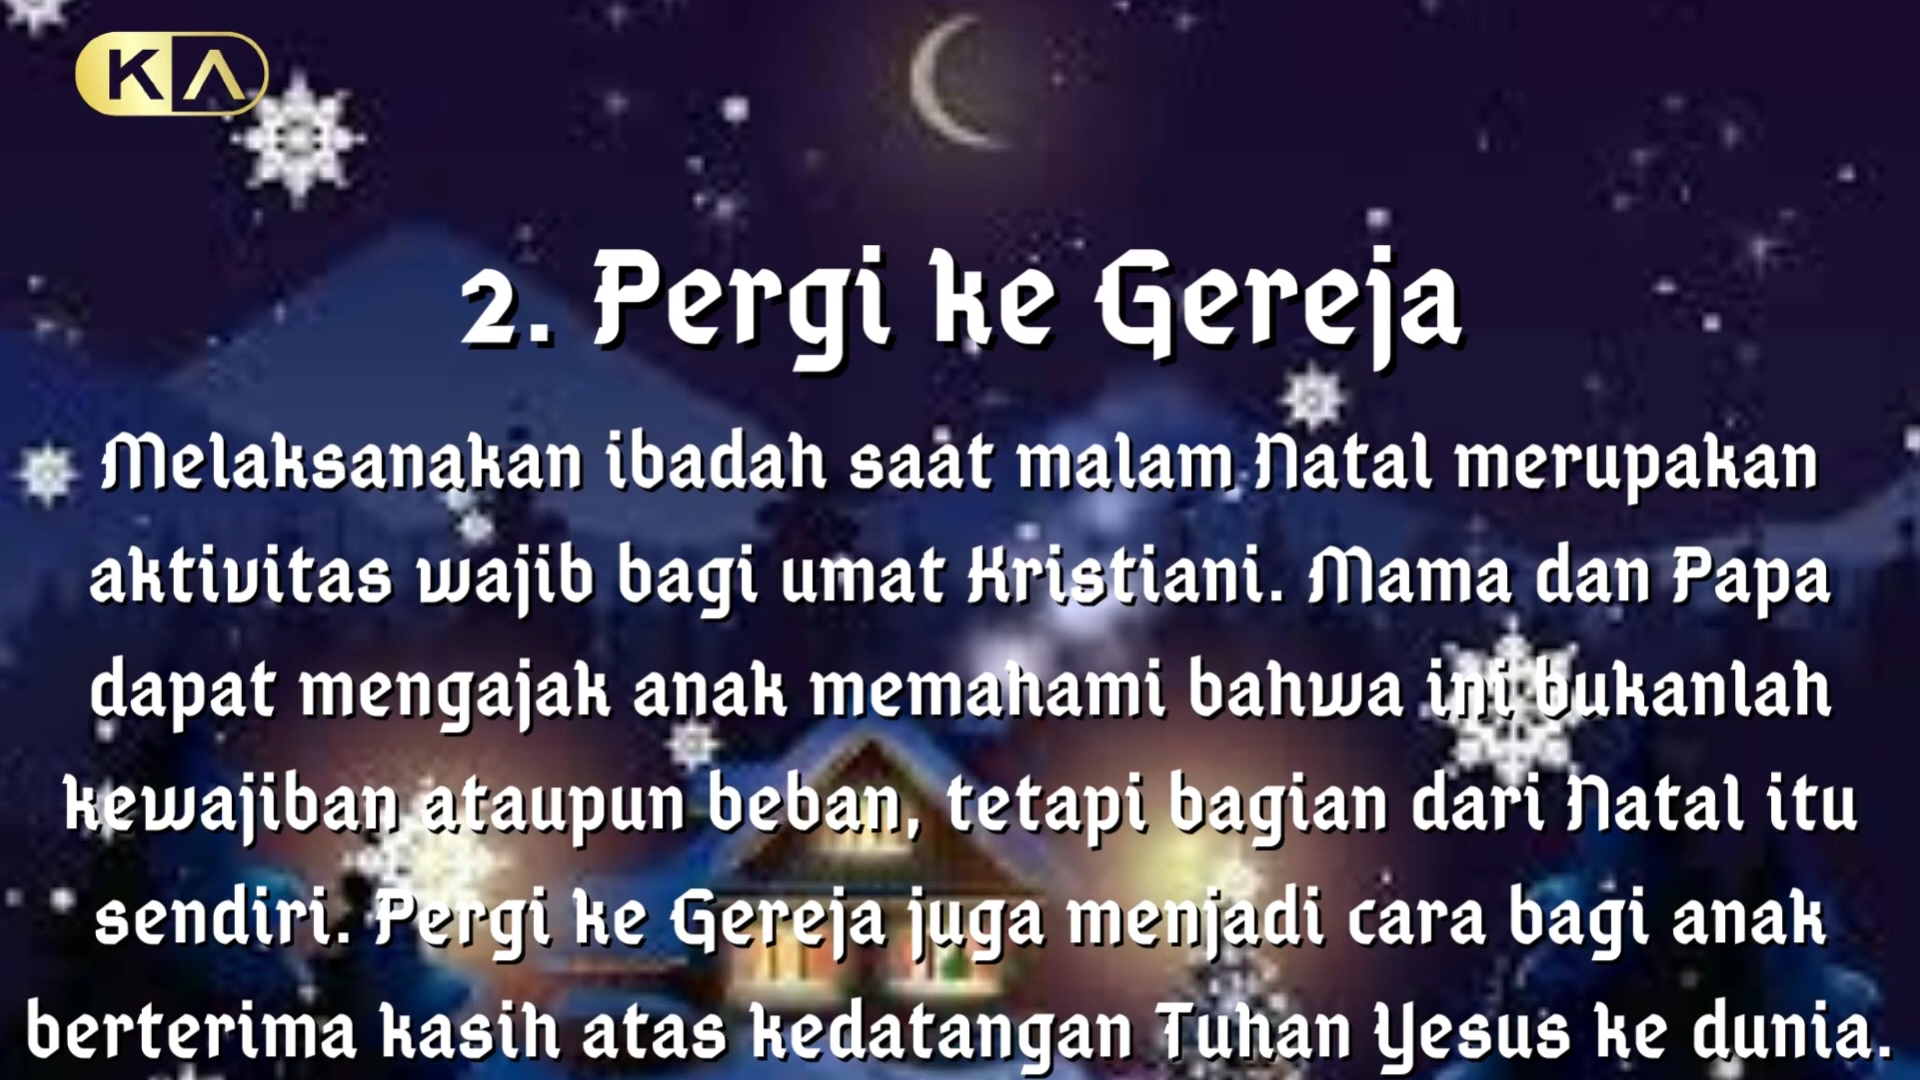 KA
2. Pergi ke Gereja
Melaksanakan ibadah saat malam Natal merupakan
aktivitas wajib bagi umat Kristiani. Mama dan Papa
dapat mengajak anak memahami bahwa ini bukanlah
kewajiban ataupun beban, tetapi bagian dari Natal itu
sendiri. Pergi ke Gereja juga menjadi cara bagi anak
berterima kasih atas kedatangan Tuhan Yesus ke dunia.